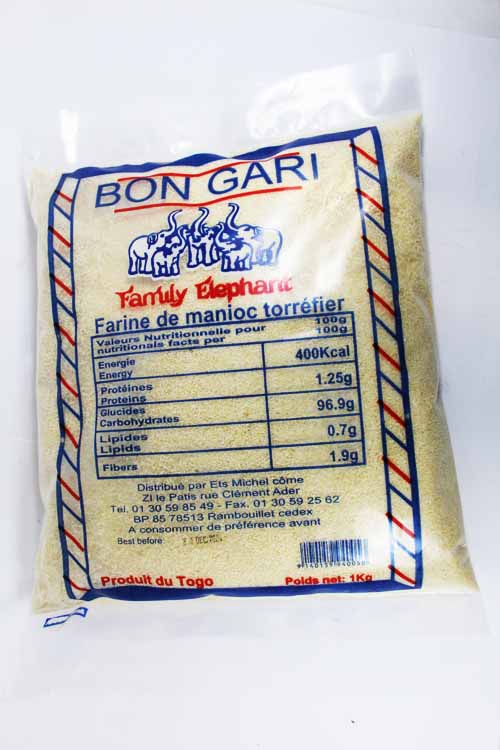 BON GARI
Family Elephant
Farine de manioc torréfier
Valeurs Nutritionnelle pour 100g
nutritionals facts per 100g
Energie
Energy 400Kcal
Protéines
Proteins 1.25g
Glucides
Carbohydrates 96.9g
Lipides
Lipids 0.7g
Fibers 1.9g
Distribué par Ets Michel côme
ZI le Patis rue Clément Ader
Tel. 01 30 59 85 49 - Fax. 01 30 59 25 62
BP 85 78513 Rambouillet cedex
A consommer de préférence avant
Best before
Produit du Togo Poids net: 1Kg